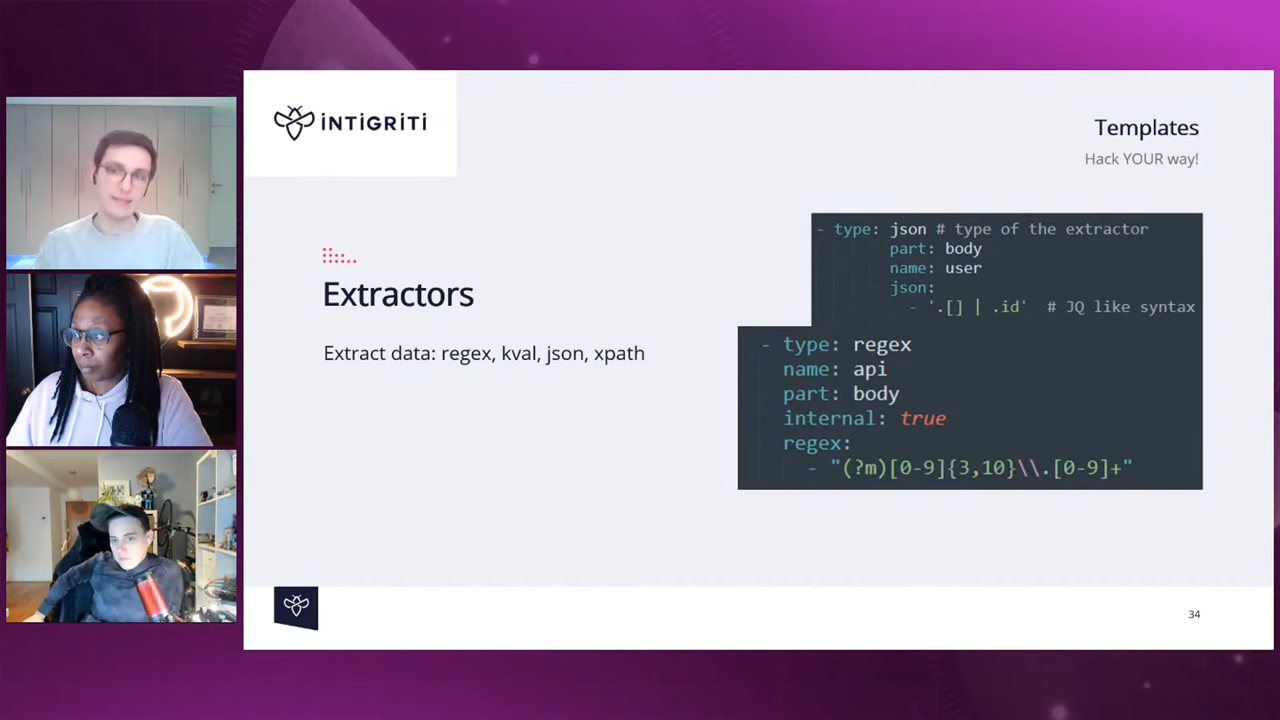 INTIGRITI
Templates
Hack YOUR way!
Extractors
Extract data: regex, kval, json, xpath
- type: json # type of the extractor
part: body
name: user
json:
- '.[] | .id' # JQ like syntax
- type: regex
name: api
part: body
internal: true
regex:
- "(?m)[0-9]{3,10}\\.[0-9]+"
34